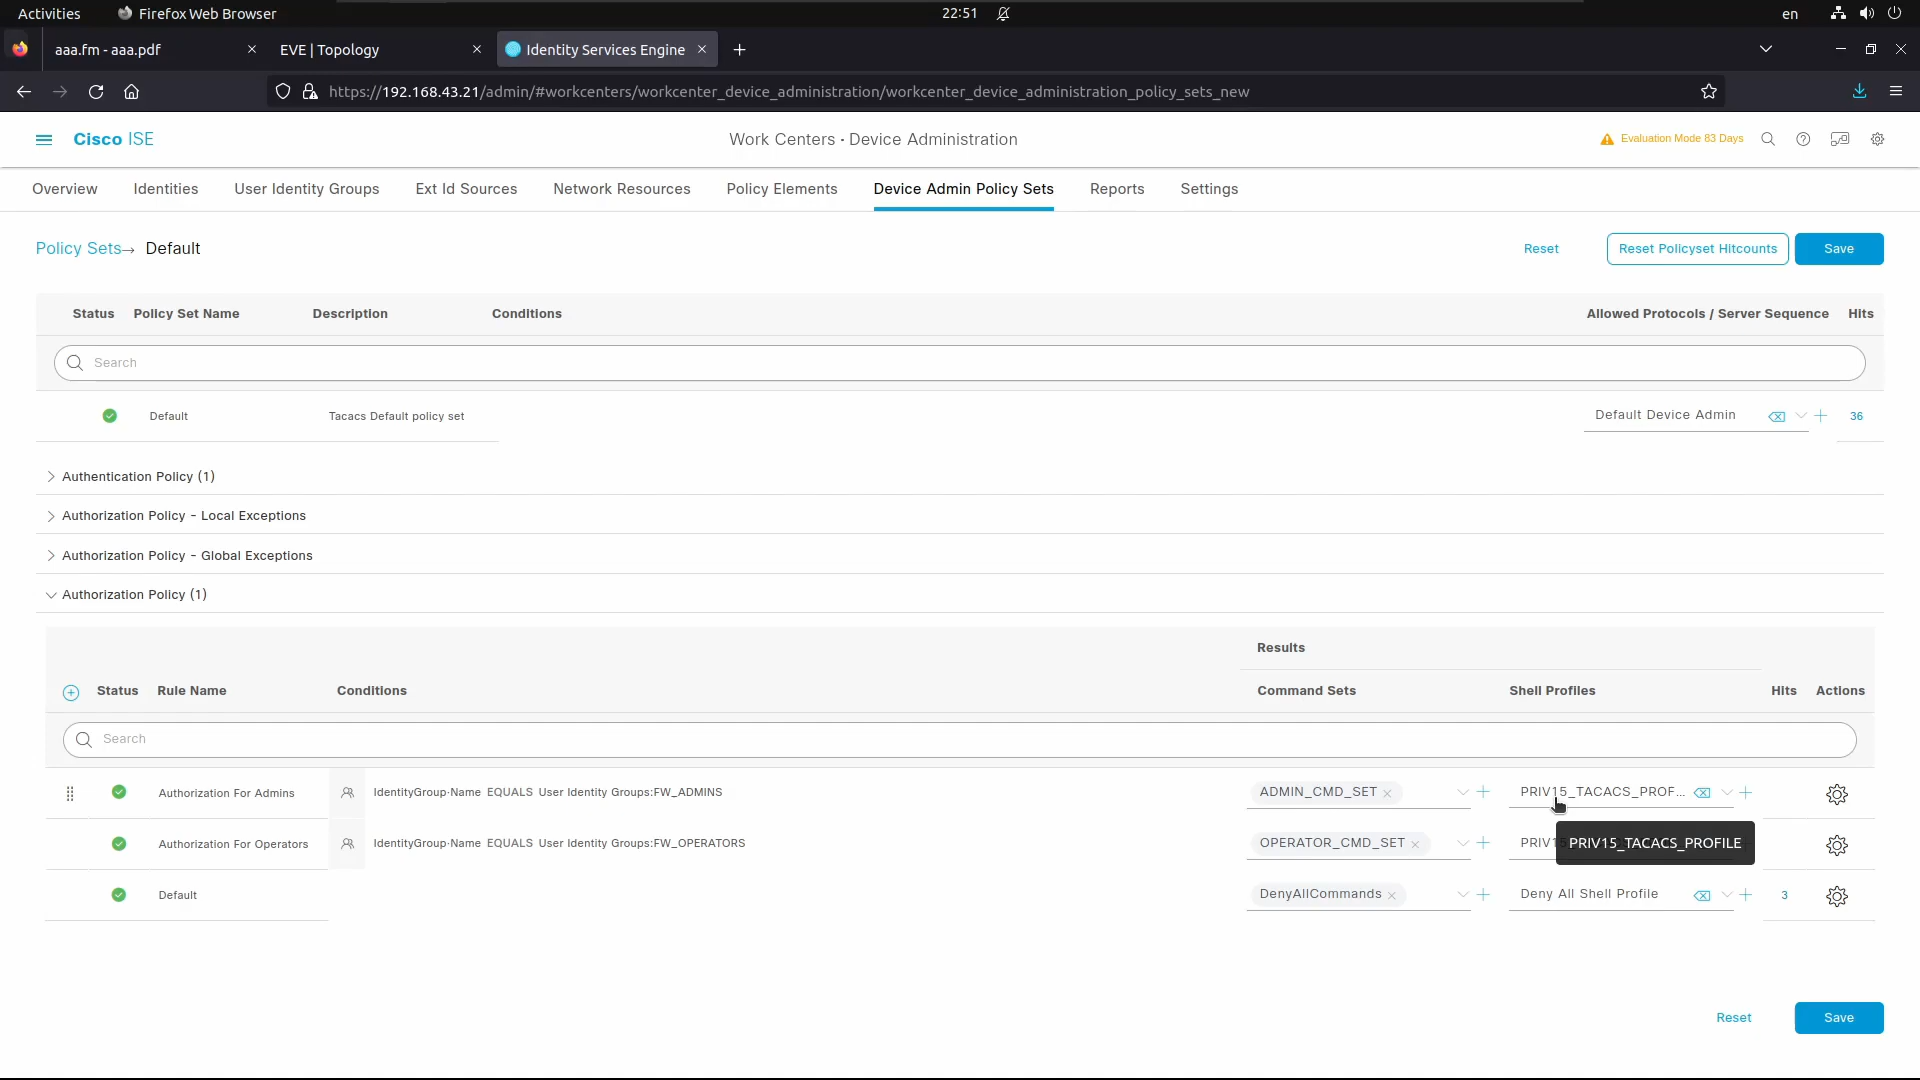 Activities
Firefox Web Browser
22:51
en
aaa.fm - aaa.pdf
EVE | Topology
Identity Services Engine
https://192.168.43.21/admin/#workcenters/workcenter_device_administration/workcenter_device_administration_policy_sets_new
Cisco ISE
Work Centers · Device Administration
Evaluation Mode 83 Days
Overview
Identities
User Identity Groups
Ext Id Sources
Network Resources
Policy Elements
Device Admin Policy Sets
Reports
Settings
Policy Sets→ Default
Reset
Reset Policyset Hitcounts
Save
Status
Policy Set Name
Description
Conditions
Allowed Protocols / Server Sequence
Hits
Search
Default
Tacacs Default policy set
Default Device Admin
36
Authentication Policy (1)
Authorization Policy - Local Exceptions
Authorization Policy - Global Exceptions
Authorization Policy (1)
Results
Status
Rule Name
Conditions
Command Sets
Shell Profiles
Hits
Actions
Search
Authorization For Admins
IdentityGroup·Name EQUALS User Identity Groups:FW_ADMINS
ADMIN_CMD_SET
PRIV15_TACACS_PROF...
Authorization For Operators
IdentityGroup·Name EQUALS User Identity Groups:FW_OPERATORS
OPERATOR_CMD_SET
PRIV15_TACACS_PROFILE
Default
DenyAllCommands
Deny All Shell Profile
3
Reset
Save